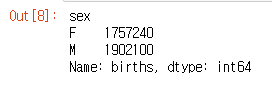 Out[8]: sex
F    1757240
M    1902100
Name: births, dtype: int64